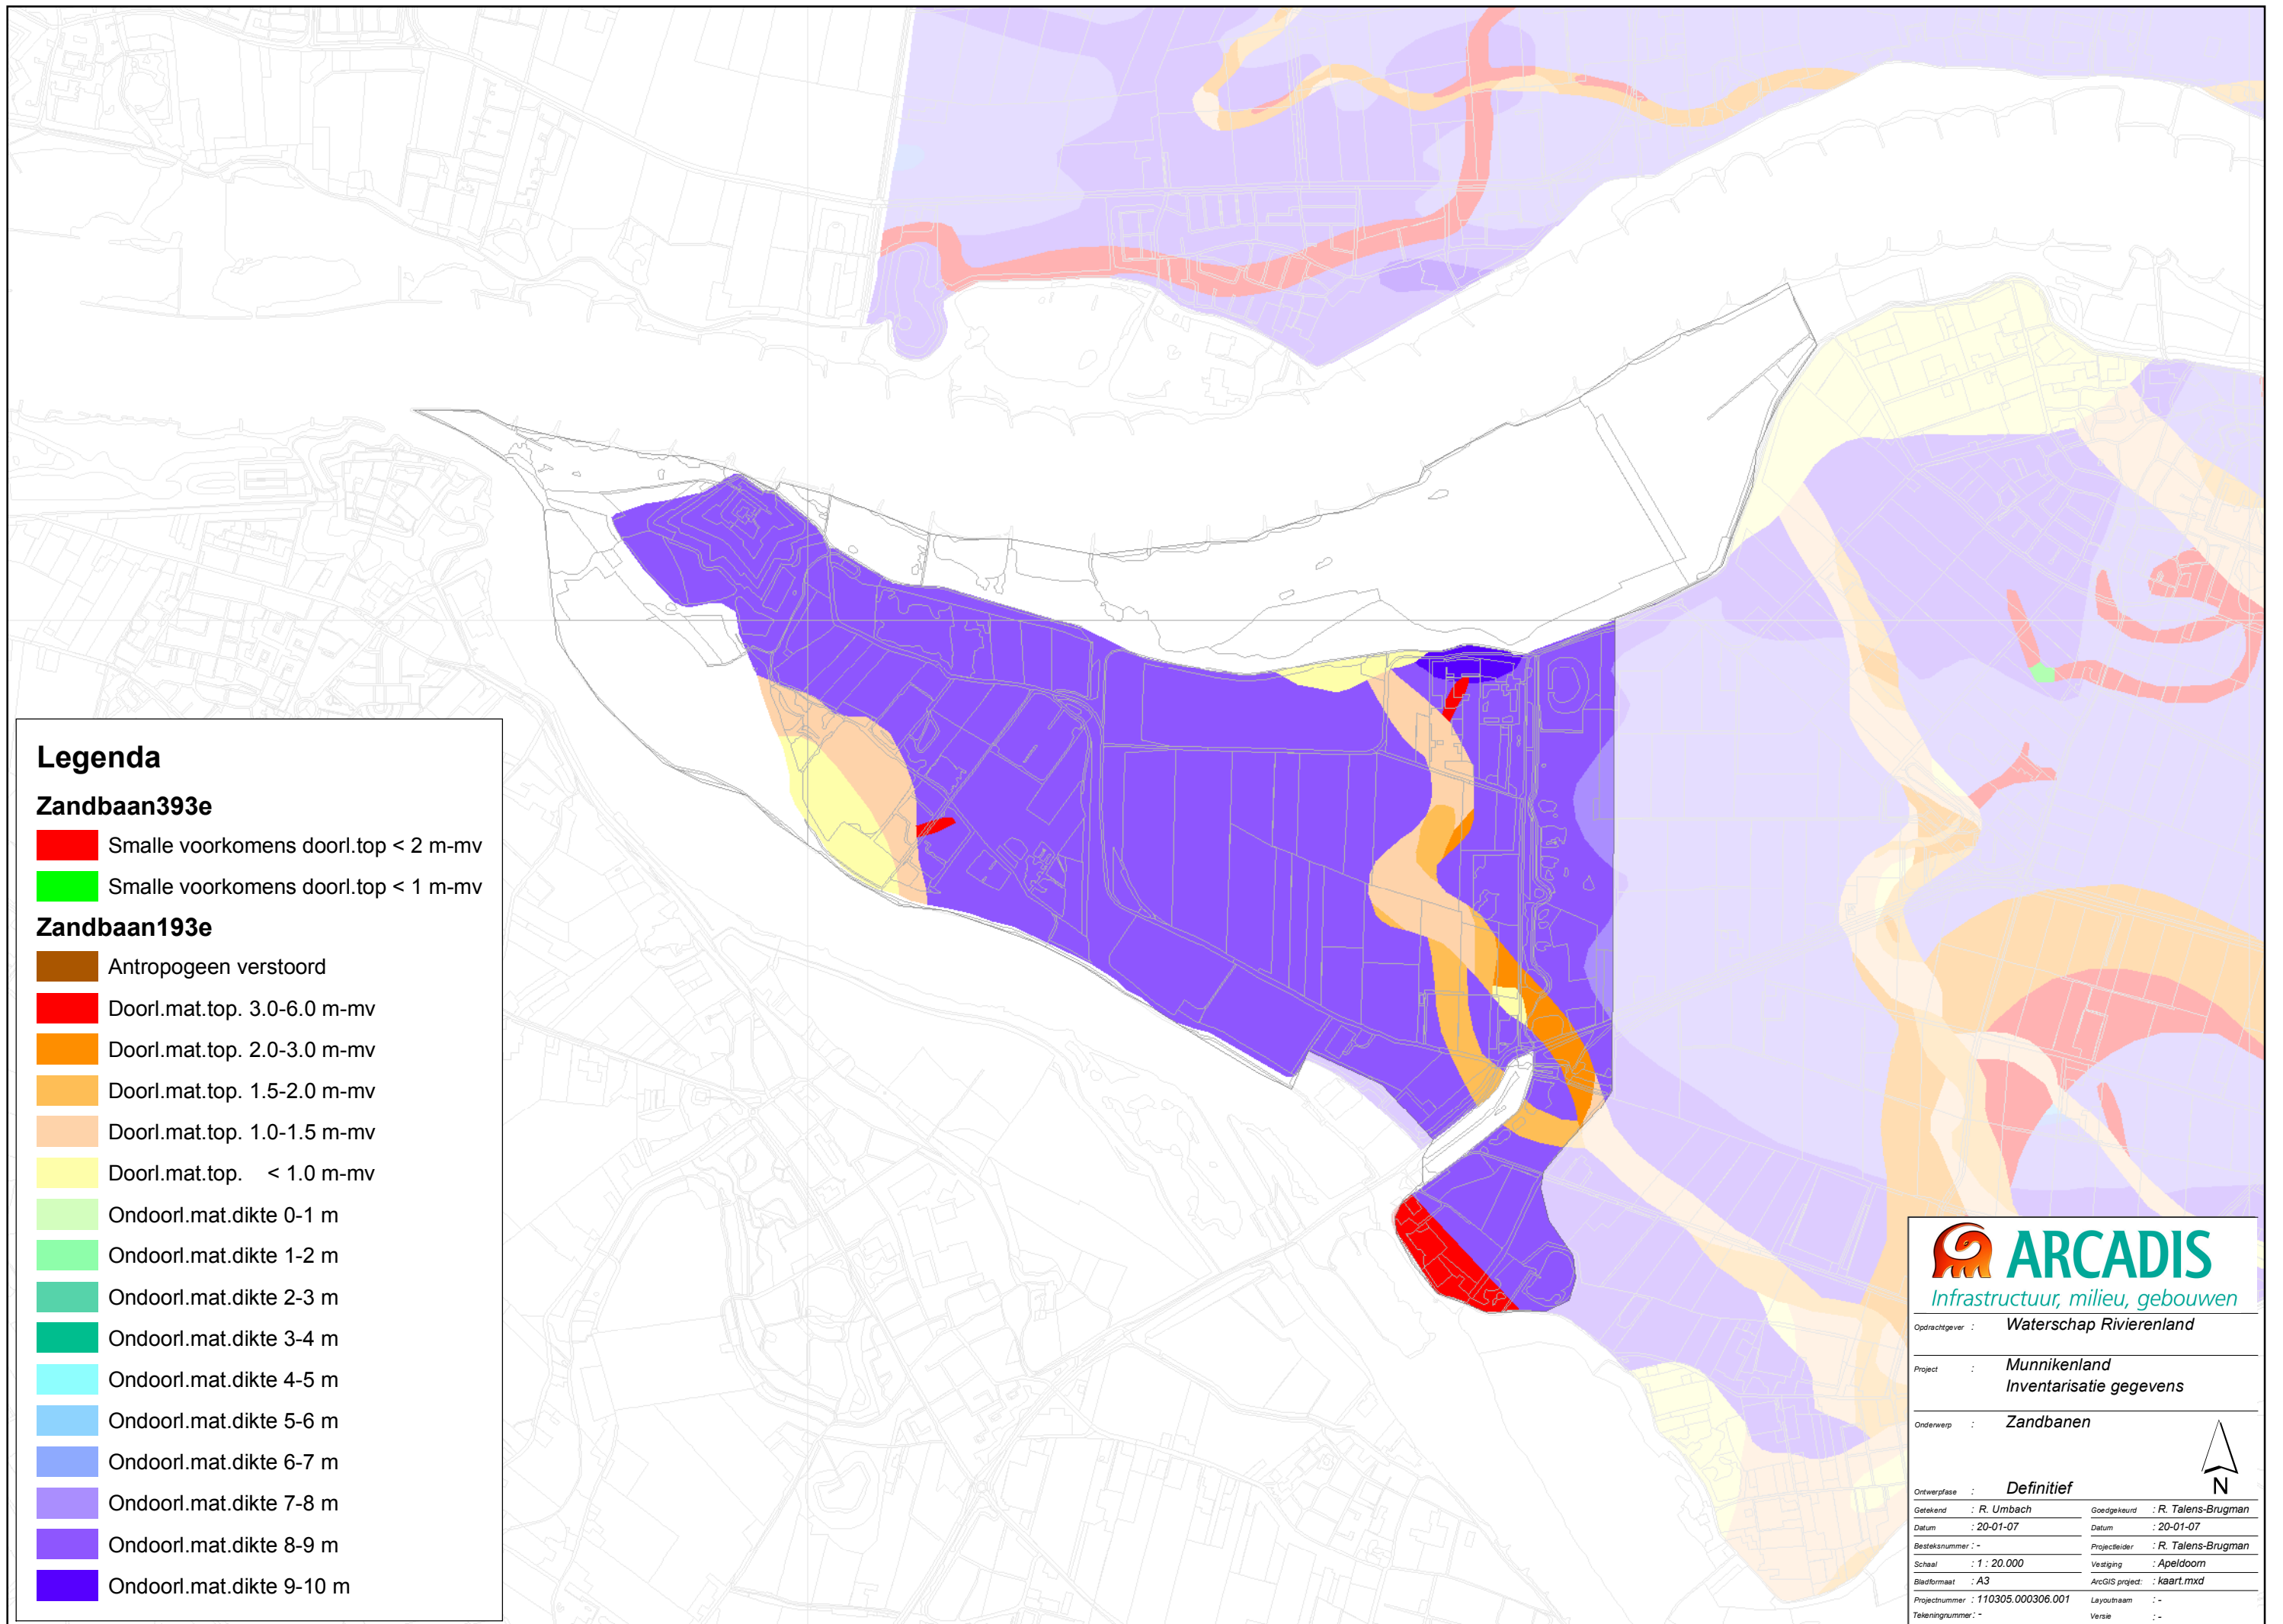 Legenda
Zandbaan393e
Smalle voorkomens doorl.top < 2 m-mv
Smalle voorkomens doorl.top < 1 m-mv
Zandbaan193e
Antropogeen verstoord
Doorl.mat.top. 3.0-6.0 m-mv
Doorl.mat.top. 2.0-3.0 m-mv
Doorl.mat.top. 1.5-2.0 m-mv
Doorl.mat.top. 1.0-1.5 m-mv
Doorl.mat.top. < 1.0 m-mv
Ondoorl.mat.dikte 0-1 m
Ondoorl.mat.dikte 1-2 m
Ondoorl.mat.dikte 2-3 m
Ondoorl.mat.dikte 3-4 m
Ondoorl.mat.dikte 4-5 m
Ondoorl.mat.dikte 5-6 m
Ondoorl.mat.dikte 6-7 m
Ondoorl.mat.dikte 7-8 m
Ondoorl.mat.dikte 8-9 m
Ondoorl.mat.dikte 9-10 m
ARCADIS
Infrastructuur, milieu, gebouwen
Opdrachtgever : Waterschap Rivierenland
Project : Munnikenland
Inventarisatie gegevens
Onderwerp : Zandbanen
N
Ontwerpfase : Definitief
Getekend : R. Umbach Goedgekeurd : R. Talens-Brugman
Datum : 20-01-07 Datum : 20-01-07
Besteksnummer : - Projectleider : R. Talens-Brugman
Schaal : 1 : 20.000 Vestiging : Apeldoorn
Bladformaat : A3 ArcGIS project: : kaart.mxd
Projectnummer : 110305.000306.001 Layoutnaam : -
Tekeningnummer : - Versie : -